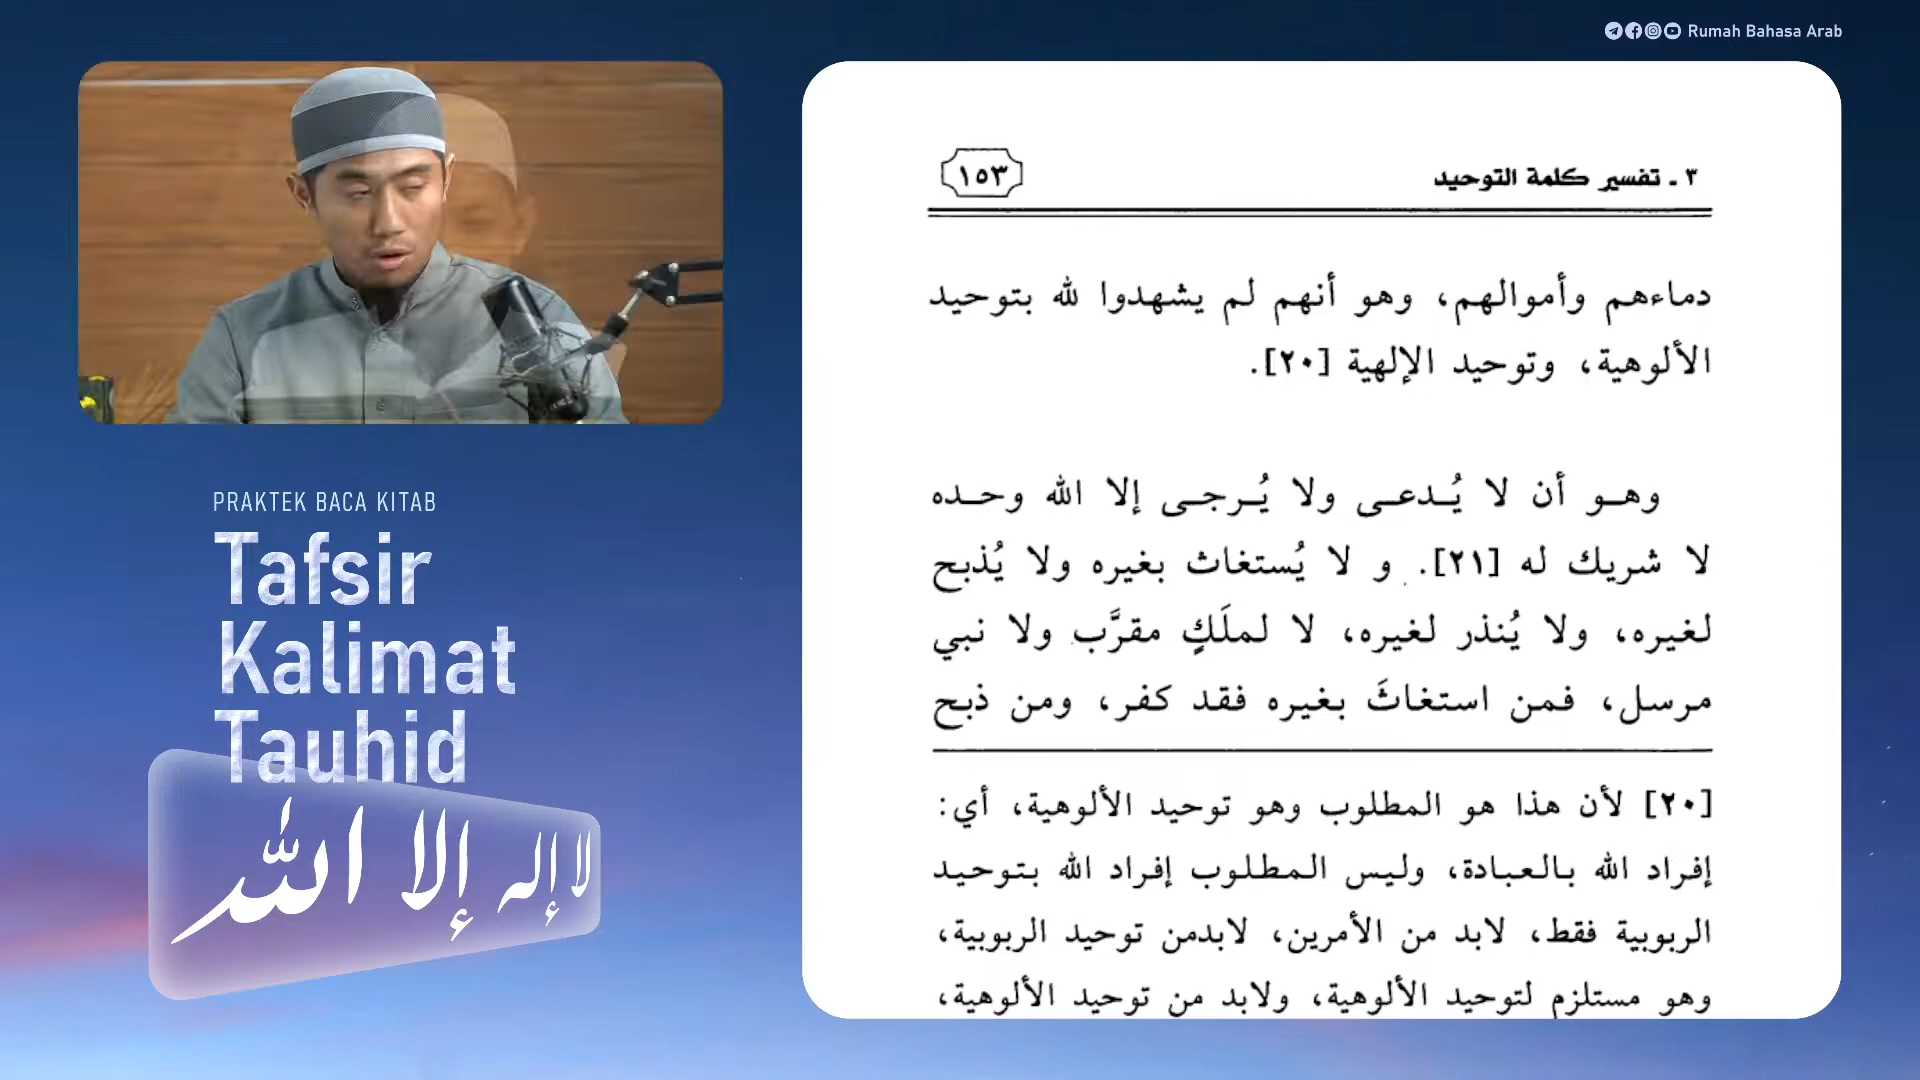 Rumah Bahasa Arab
PRAKTEK BACA KITAB
Tafsir
Kalimat
Tauhid
لا إله إلا الله
٣ ـ تفسير كلمة التوحيد
١٥٣
دماءهم وأموالهم، وهو أنهم لم يشهدوا لله بتوحيد
الألوهية، وتوحيد الإلهية [٢٠].
وهـو أن لا يُـدعـى ولا يُـرجـى إلا الله وحـده
لا شريك له [٢١]. و لا يُستغاث بغيره ولا يُذبح
لغيره، ولا يُنذر لغيره، لا لملَكٍ مقرَّب ولا نبي
مرسل، فمن استغاثَ بغيره فقد كفر، ومن ذبح
[٢٠] لأن هذا هو المطلوب وهو توحيد الألوهية، أي:
إفراد الله بـالـعبـادة، وليس المطلوب إفراد الله بتوحيد
الربوبية فقط، لابد من الأمرين، لابدمن توحيد الربوبية،
وهو مستلزم لتوحيد الألوهية، ولابد من توحيد الألوهية،